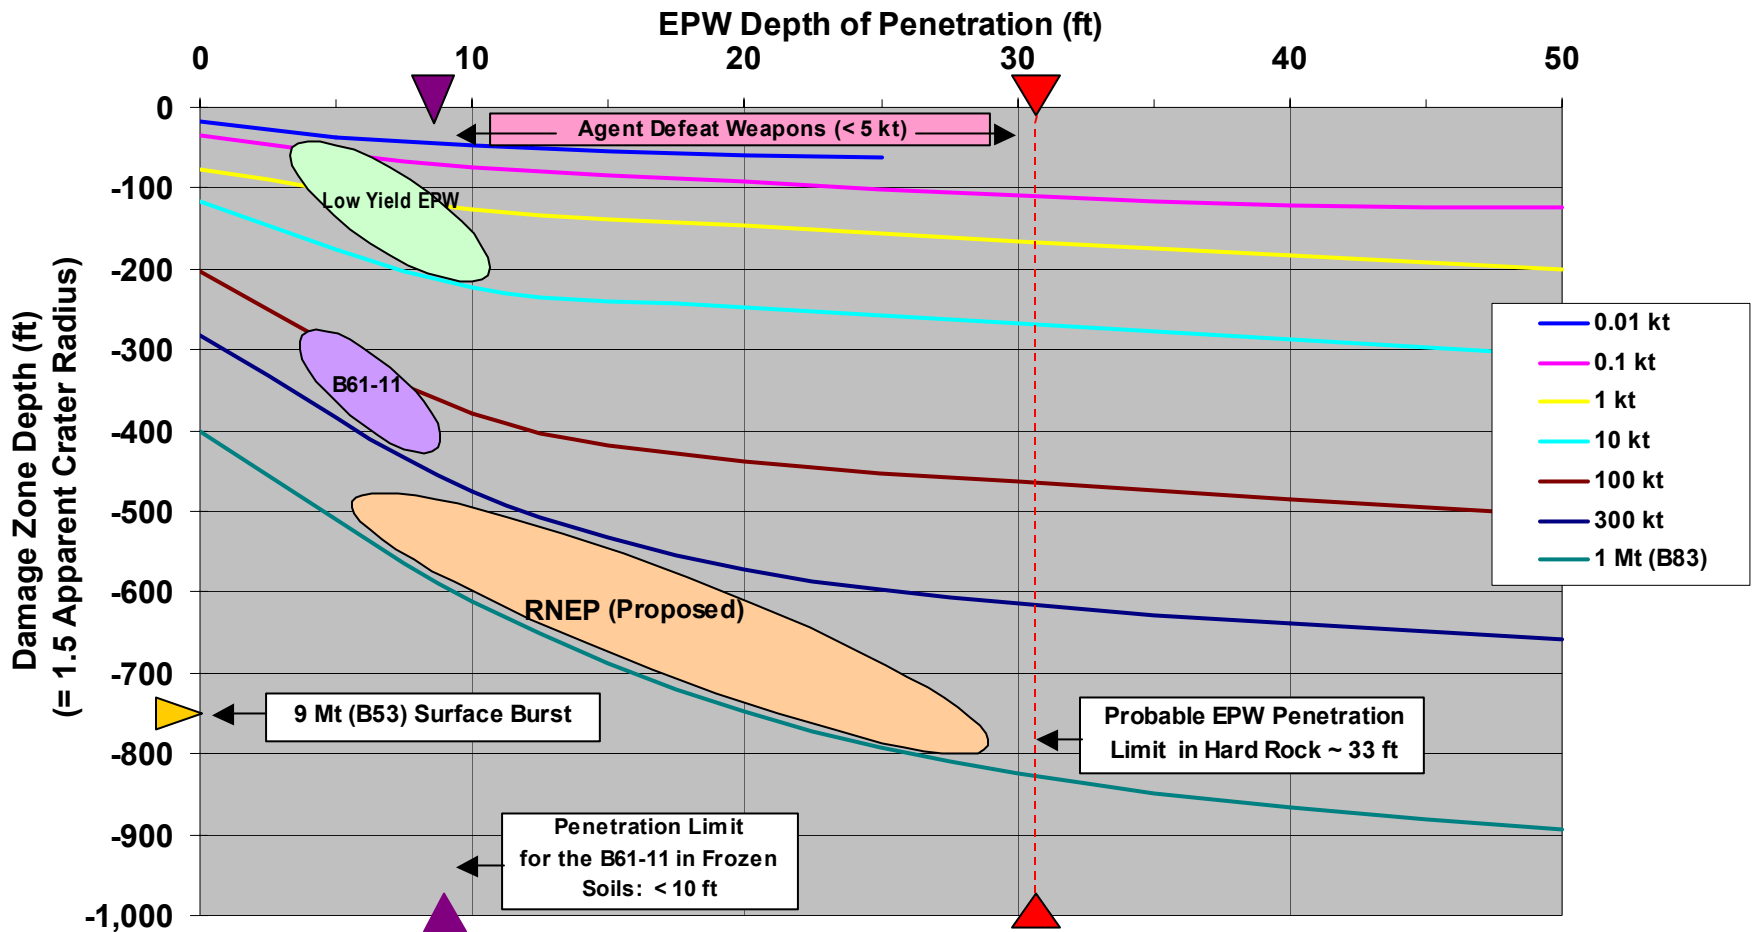 EPW Depth of Penetration (ft)
0 10 20 30 40 50
0
-100
-200
-300
-400
-500
-600
-700
-800
-900
-1,000
Damage Zone Depth (ft)
(= 1.5 Apparent Crater Radius)
Agent Defeat Weapons (< 5 kt)
Low Yield EPW
B61-11
RNEP (Proposed)
9 Mt (B53) Surface Burst
Probable EPW Penetration
Limit in Hard Rock ~ 33 ft
Penetration Limit
for the B61-11 in Frozen
Soils: < 10 ft
0.01 kt
0.1 kt
1 kt
10 kt
100 kt
300 kt
1 Mt (B83)